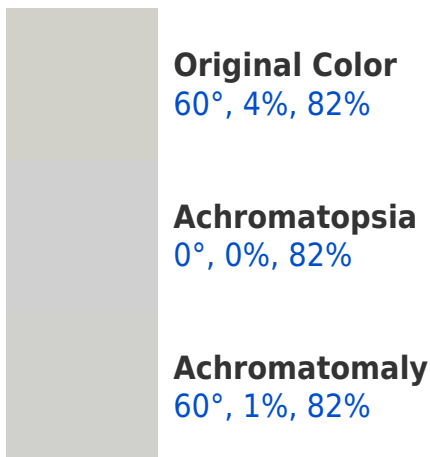 Original Color
60°, 4%, 82%
Achromatopsia
0°, 0%, 82%
Achromatomaly
60°, 1%, 82%